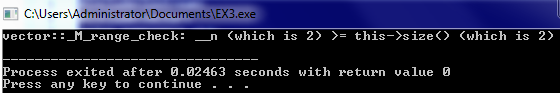 C:\Users\Administrator\Documents\EX3.exe
vector::_M_range_check: __n (which is 2) >= this->size() (which is 2)
--------------------------------
Process exited after 0.02463 seconds with return value 0
Press any key to continue . . .